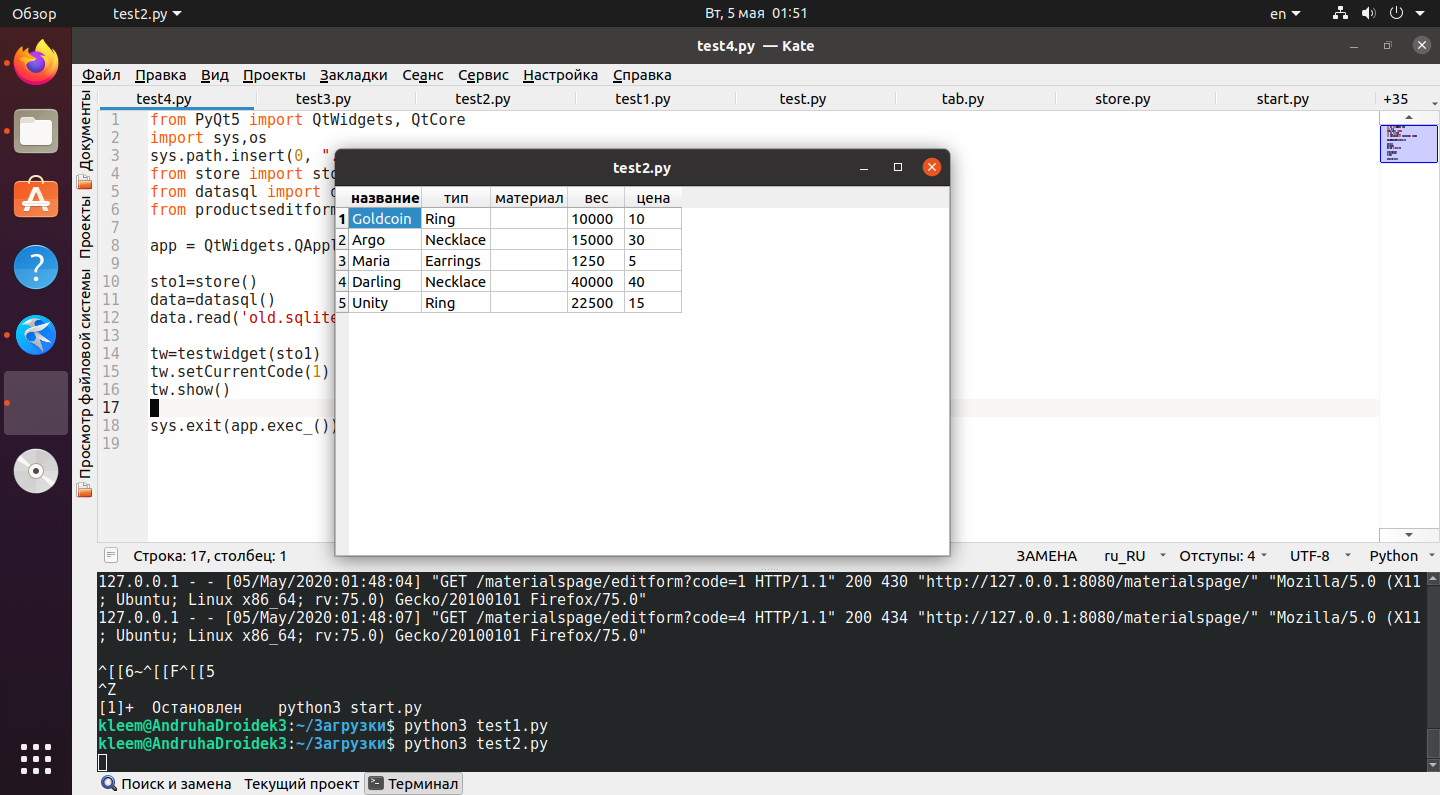 Обзор test2.py Вт, 5 мая 01:51 en
test4.py — Kate
Файл Правка Вид Проекты Закладки Сеанс Сервис Настройка Справка
test4.py test3.py test2.py test1.py test.py tab.py store.py start.py +35
Документы
Проекты
Просмотр файловой системы
1 from PyQt5 import QtWidgets, QtCore
2 import sys,os
3 sys.path.insert(0, "
4 from store import sto
5 from datasql import
6 from productseditform
7
8 app = QtWidgets.QAppl
9
10 sto1=store()
11 data=datasql()
12 data.read('old.sqlite
13
14 tw=testwidget(sto1)
15 tw.setCurrentCode(1)
16 tw.show()
17
18 sys.exit(app.exec_())
19
test2.py
название тип материал вес цена
1 Goldcoin Ring 10000 10
2 Argo Necklace 15000 30
3 Maria Earrings 1250 5
4 Darling Necklace 40000 40
5 Unity Ring 22500 15
Строка: 17, столбец: 1 ЗАМЕНА ru_RU Отступы: 4 UTF-8 Python
127.0.0.1 - - [05/May/2020:01:48:04] "GET /materialspage/editform?code=1 HTTP/1.1" 200 430 "http://127.0.0.1:8080/materialspage/" "Mozilla/5.0 (X11
; Ubuntu; Linux x86_64; rv:75.0) Gecko/20100101 Firefox/75.0"
127.0.0.1 - - [05/May/2020:01:48:07] "GET /materialspage/editform?code=4 HTTP/1.1" 200 434 "http://127.0.0.1:8080/materialspage/" "Mozilla/5.0 (X11
; Ubuntu; Linux x86_64; rv:75.0) Gecko/20100101 Firefox/75.0"
^[[6~^[[F^[[5
^Z
[1]+ Остановлен python3 start.py
kleem@AndruhaDroidek3:~/Загрузки$ python3 test1.py
kleem@AndruhaDroidek3:~/Загрузки$ python3 test2.py
Поиск и замена Текущий проект Терминал